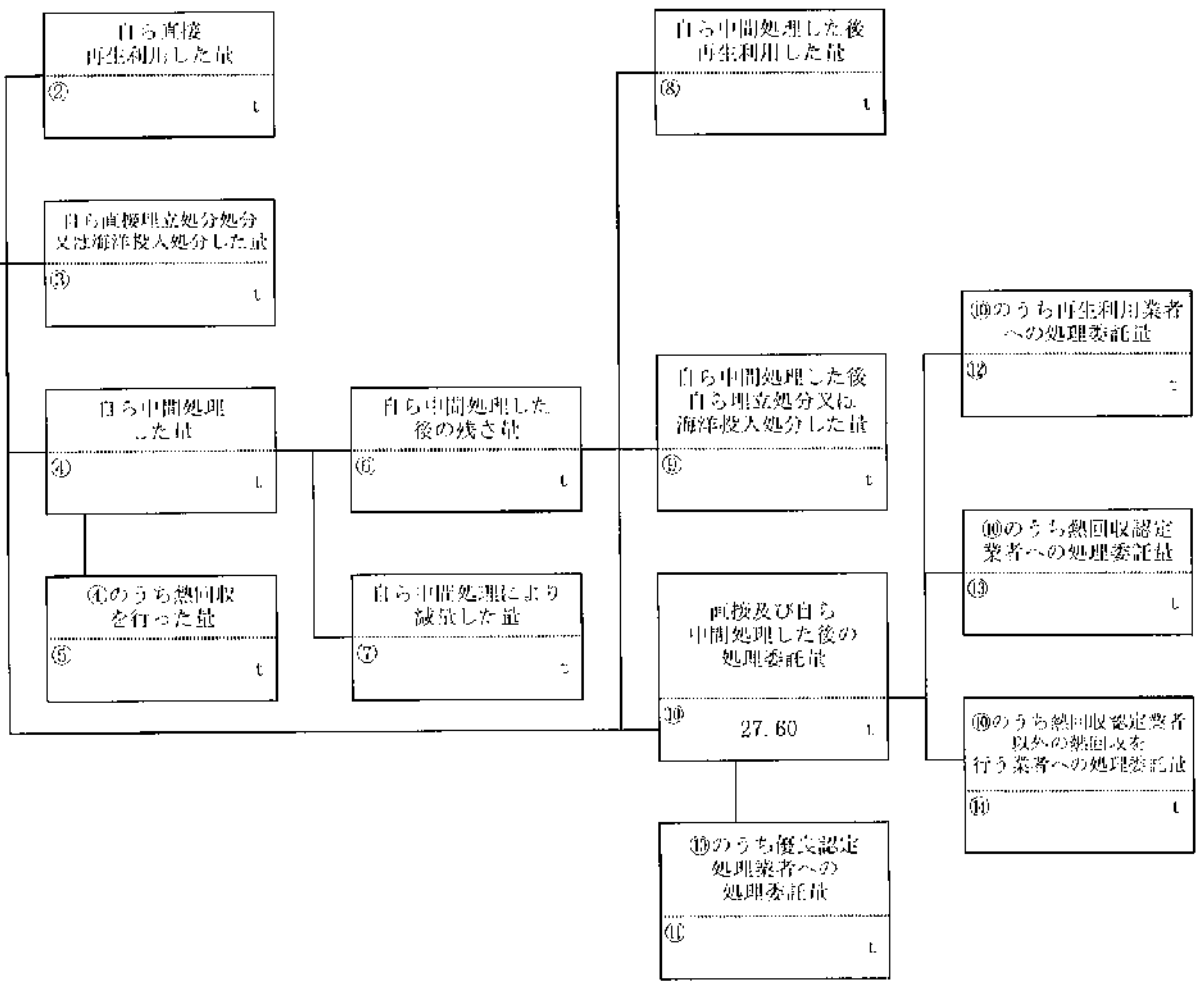 自ら直接
再生利用した量
②
t
自ら中間処理した後
再生利用した量
⑧
t
自ら直接埋立処分処分
又は海洋投入処分した量
③
t
⑩のうち再生利用業者
への処理委託量
⑫
t
自ら中間処理
した量
④
t
自ら中間処理した
後の残さ量
⑥
t
自ら中間処理した後
自ら埋立処分又は
海洋投入処分した量
⑨
t
⑩のうち熱回収認定
業者への処理委託量
⑬
t
④のうち熱回収
を行った量
⑤
t
自ら中間処理により
減量した量
⑦
t
直接及び自ら
中間処理した後の
処理委託量
⑩
27.60 t
⑩のうち熱回収認定業者
以外の熱回収を
行う業者への処理委託量
⑭
t
⑩のうち優良認定
処理業者への
処理委託量
⑪
t